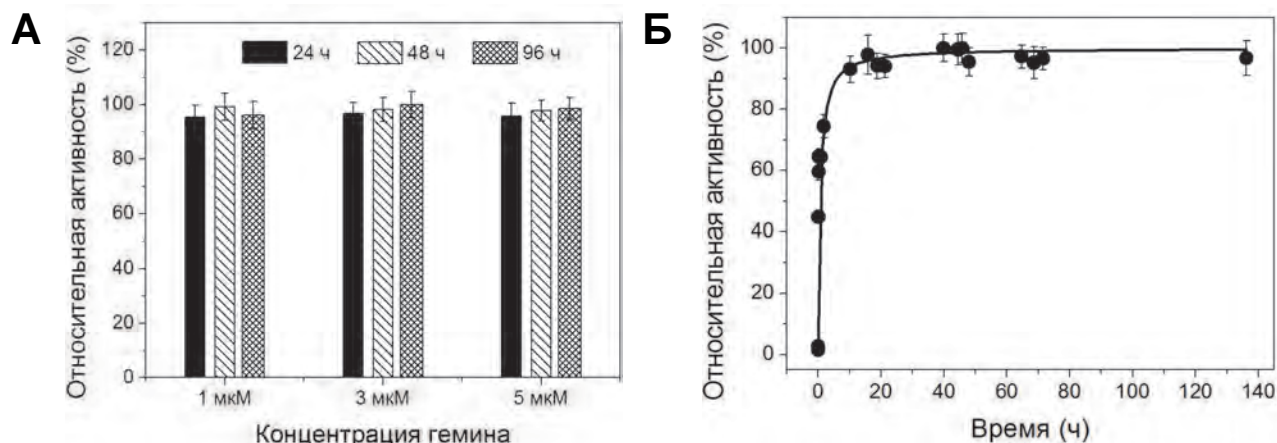 А
Относительная активность (%)
120
100
80
60
40
20
0
24 ч 48 ч 96 ч
1 мкМ 3 мкМ 5 мкМ
Концентрация гемина
Б
Относительная активность (%)
100
80
60
40
20
0
0 20 40 60 80 100 120 140
Время (ч)